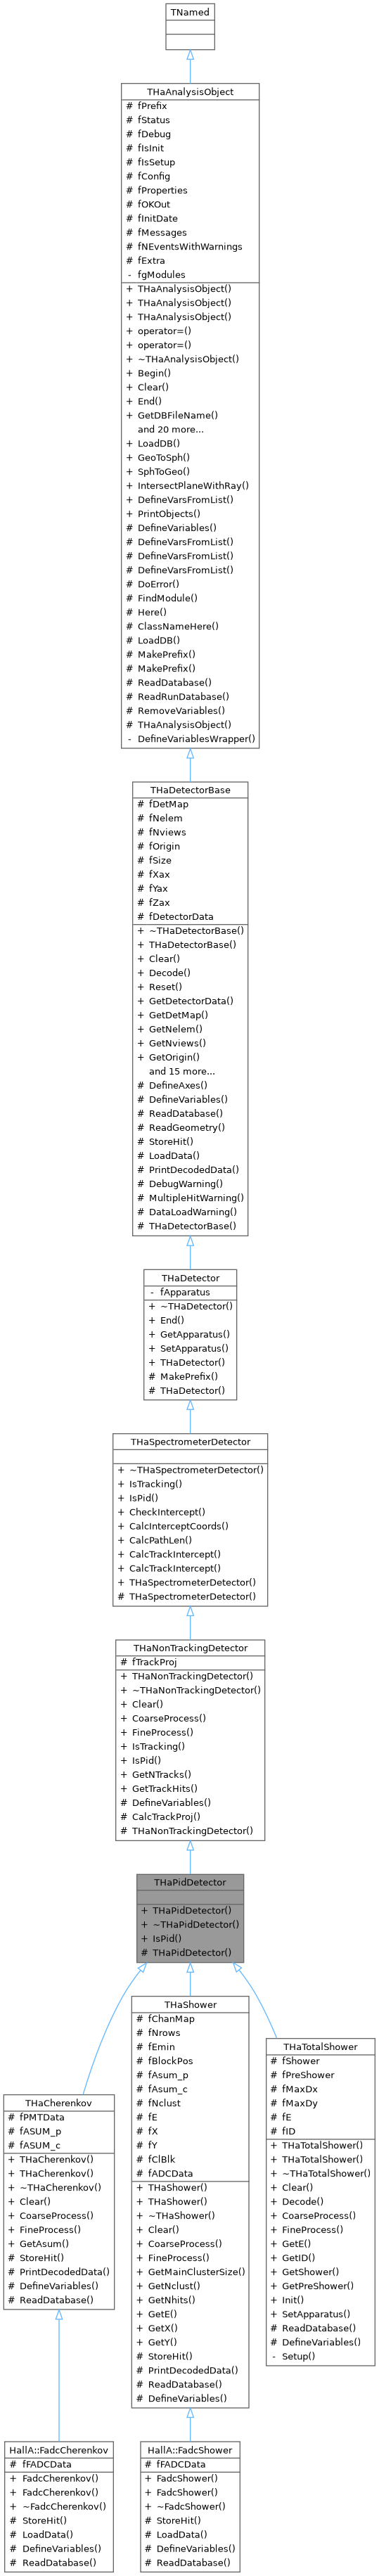 TNamed
THaAnalysisObject
# fPrefix
# fStatus
# fDebug
# fIsInit
# fIsSetup
# fConfig
# fProperties
# fOKOut
# fInitDate
# fMessages
# fNEventsWithWarnings
# fExtra
- fgModules
+ THaAnalysisObject()
+ THaAnalysisObject()
+ THaAnalysisObject()
+ operator=()
+ operator=()
+ ~THaAnalysisObject()
+ Begin()
+ Clear()
+ End()
+ GetDBFileName()
and 20 more...
+ LoadDB()
+ GeoToSph()
+ SphToGeo()
+ IntersectPlaneWithRay()
+ DefineVarsFromList()
+ PrintObjects()
# DefineVariables()
# DefineVarsFromList()
# DefineVarsFromList()
# DefineVarsFromList()
# DoError()
# FindModule()
# Here()
# ClassNameHere()
# LoadDB()
# MakePrefix()
# MakePrefix()
# ReadDatabase()
# ReadRunDatabase()
# RemoveVariables()
# THaAnalysisObject()
- DefineVariablesWrapper()
THaDetectorBase
# fDetMap
# fNelem
# fNviews
# fOrigin
# fSize
# fXax
# fYax
# fZax
# fDetectorData
+ ~THaDetectorBase()
+ THaDetectorBase()
+ Clear()
+ Decode()
+ Reset()
+ GetDetectorData()
+ GetDetMap()
+ GetNelem()
+ GetNviews()
+ GetOrigin()
and 15 more...
# DefineAxes()
# DefineVariables()
# ReadDatabase()
# ReadGeometry()
# StoreHit()
# LoadData()
# PrintDecodedData()
# DebugWarning()
# MultipleHitWarning()
# DataLoadWarning()
# THaDetectorBase()
THaDetector
- fApparatus
+ ~THaDetector()
+ End()
+ GetApparatus()
+ SetApparatus()
+ THaDetector()
# MakePrefix()
# THaDetector()
THaSpectrometerDetector
+ ~THaSpectrometerDetector()
+ IsTracking()
+ IsPid()
+ CheckIntercept()
+ CalcInterceptCoords()
+ CalcPathLen()
+ CalcTrackIntercept()
+ CalcTrackIntercept()
+ THaSpectrometerDetector()
# THaSpectrometerDetector()
THaNonTrackingDetector
# fTrackProj
+ THaNonTrackingDetector()
+ ~THaNonTrackingDetector()
+ Clear()
+ CoarseProcess()
+ FineProcess()
+ IsTracking()
+ IsPid()
+ GetNTracks()
+ GetTrackHits()
# DefineVariables()
# CalcTrackProj()
# THaNonTrackingDetector()
THaPidDetector
+ THaPidDetector()
+ ~THaPidDetector()
+ IsPid()
# THaPidDetector()
THaCherenkov
# fPMTData
# fASUM_p
# fASUM_c
+ THaCherenkov()
+ THaCherenkov()
+ ~THaCherenkov()
+ Clear()
+ CoarseProcess()
+ FineProcess()
+ GetAsum()
# StoreHit()
# PrintDecodedData()
# DefineVariables()
# ReadDatabase()
THaShower
# fChanMap
# fNrows
# fEmin
# fBlockPos
# fAsum_p
# fAsum_c
# fNclust
# fE
# fX
# fY
# fClBlk
# fADCData
+ THaShower()
+ THaShower()
+ ~THaShower()
+ Clear()
+ CoarseProcess()
+ FineProcess()
+ GetMainClusterSize()
+ GetNclust()
+ GetNhits()
+ GetE()
+ GetX()
+ GetY()
# StoreHit()
# PrintDecodedData()
# ReadDatabase()
# DefineVariables()
THaTotalShower
# fShower
# fPreShower
# fMaxDx
# fMaxDy
# fE
# fID
+ THaTotalShower()
+ THaTotalShower()
+ ~THaTotalShower()
+ Clear()
+ Decode()
+ CoarseProcess()
+ FineProcess()
+ GetE()
+ GetID()
+ GetShower()
+ GetPreShower()
+ Init()
+ SetApparatus()
# ReadDatabase()
# DefineVariables()
- Setup()
HallA::FadcCherenkov
# fFADCData
+ FadcCherenkov()
+ FadcCherenkov()
+ ~FadcCherenkov()
# StoreHit()
# LoadData()
# DefineVariables()
# ReadDatabase()
HallA::FadcShower
# fFADCData
+ FadcShower()
+ FadcShower()
+ ~FadcShower()
# StoreHit()
# LoadData()
# DefineVariables()
# ReadDatabase()